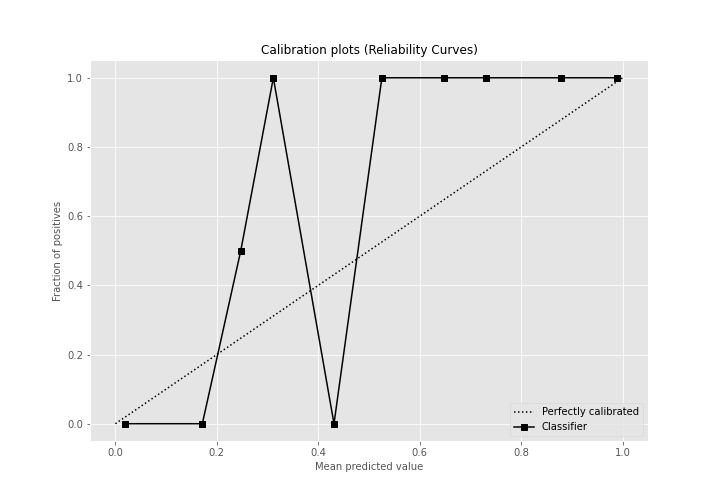 Calibration plots (Reliability Curves)
1.0
0.8
0.6
0.4
0.2
0.0
Fraction of positives
Perfectly calibrated
Classifier
0.0 0.2 0.4 0.6 0.8 1.0
Mean predicted value